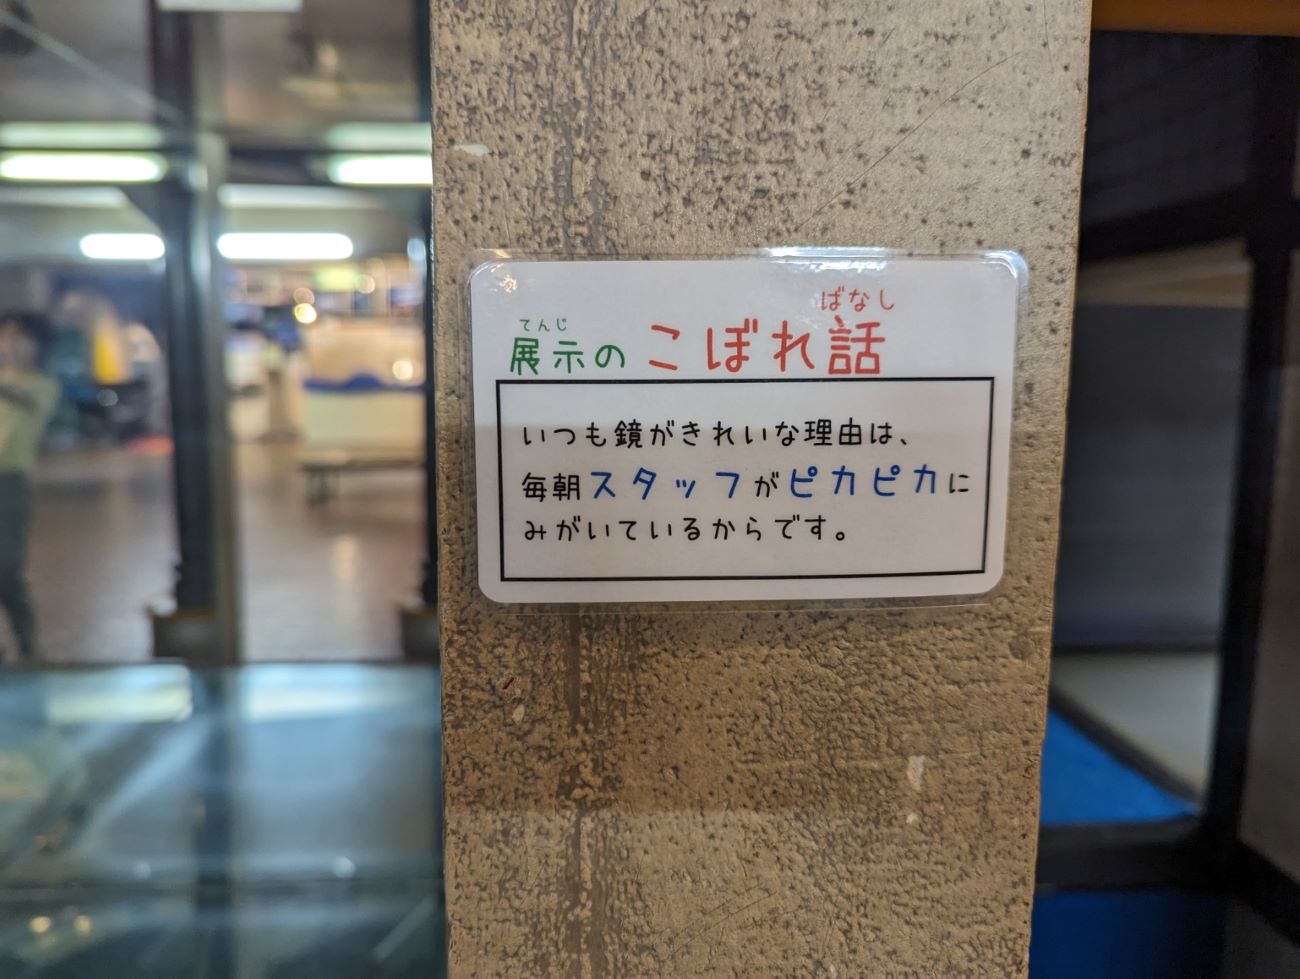 てんじ ばなし
展示のこぼれ話
いつも鏡がきれいな理由は、
毎朝スタッフがピカピカに
みがいているからです。